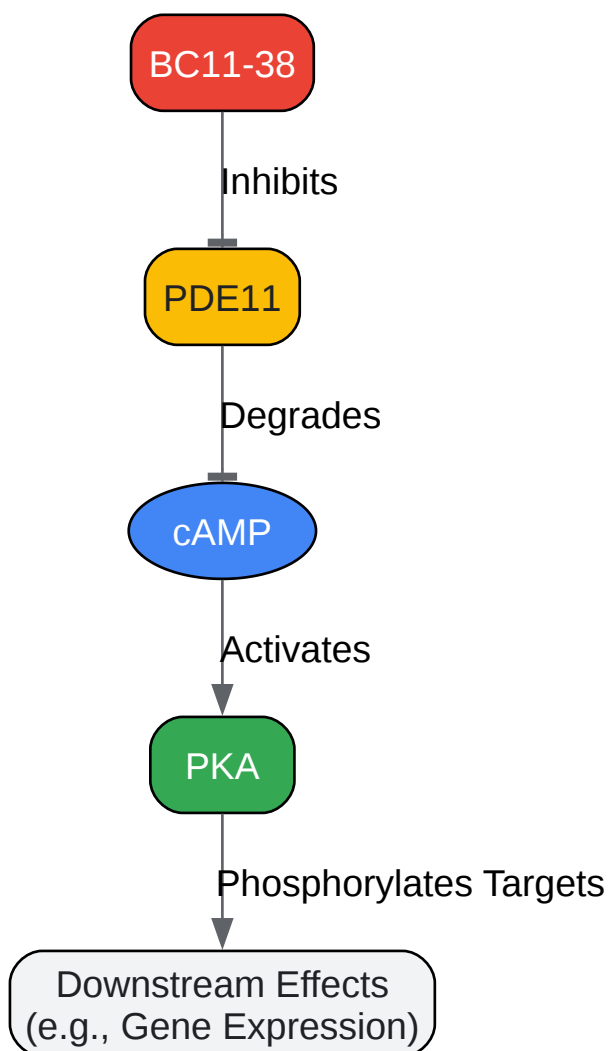 BC11-38
Inhibits
PDE11
Degrades
cAMP
Activates
PKA
Phosphorylates Targets
Downstream Effects
(e.g., Gene Expression)